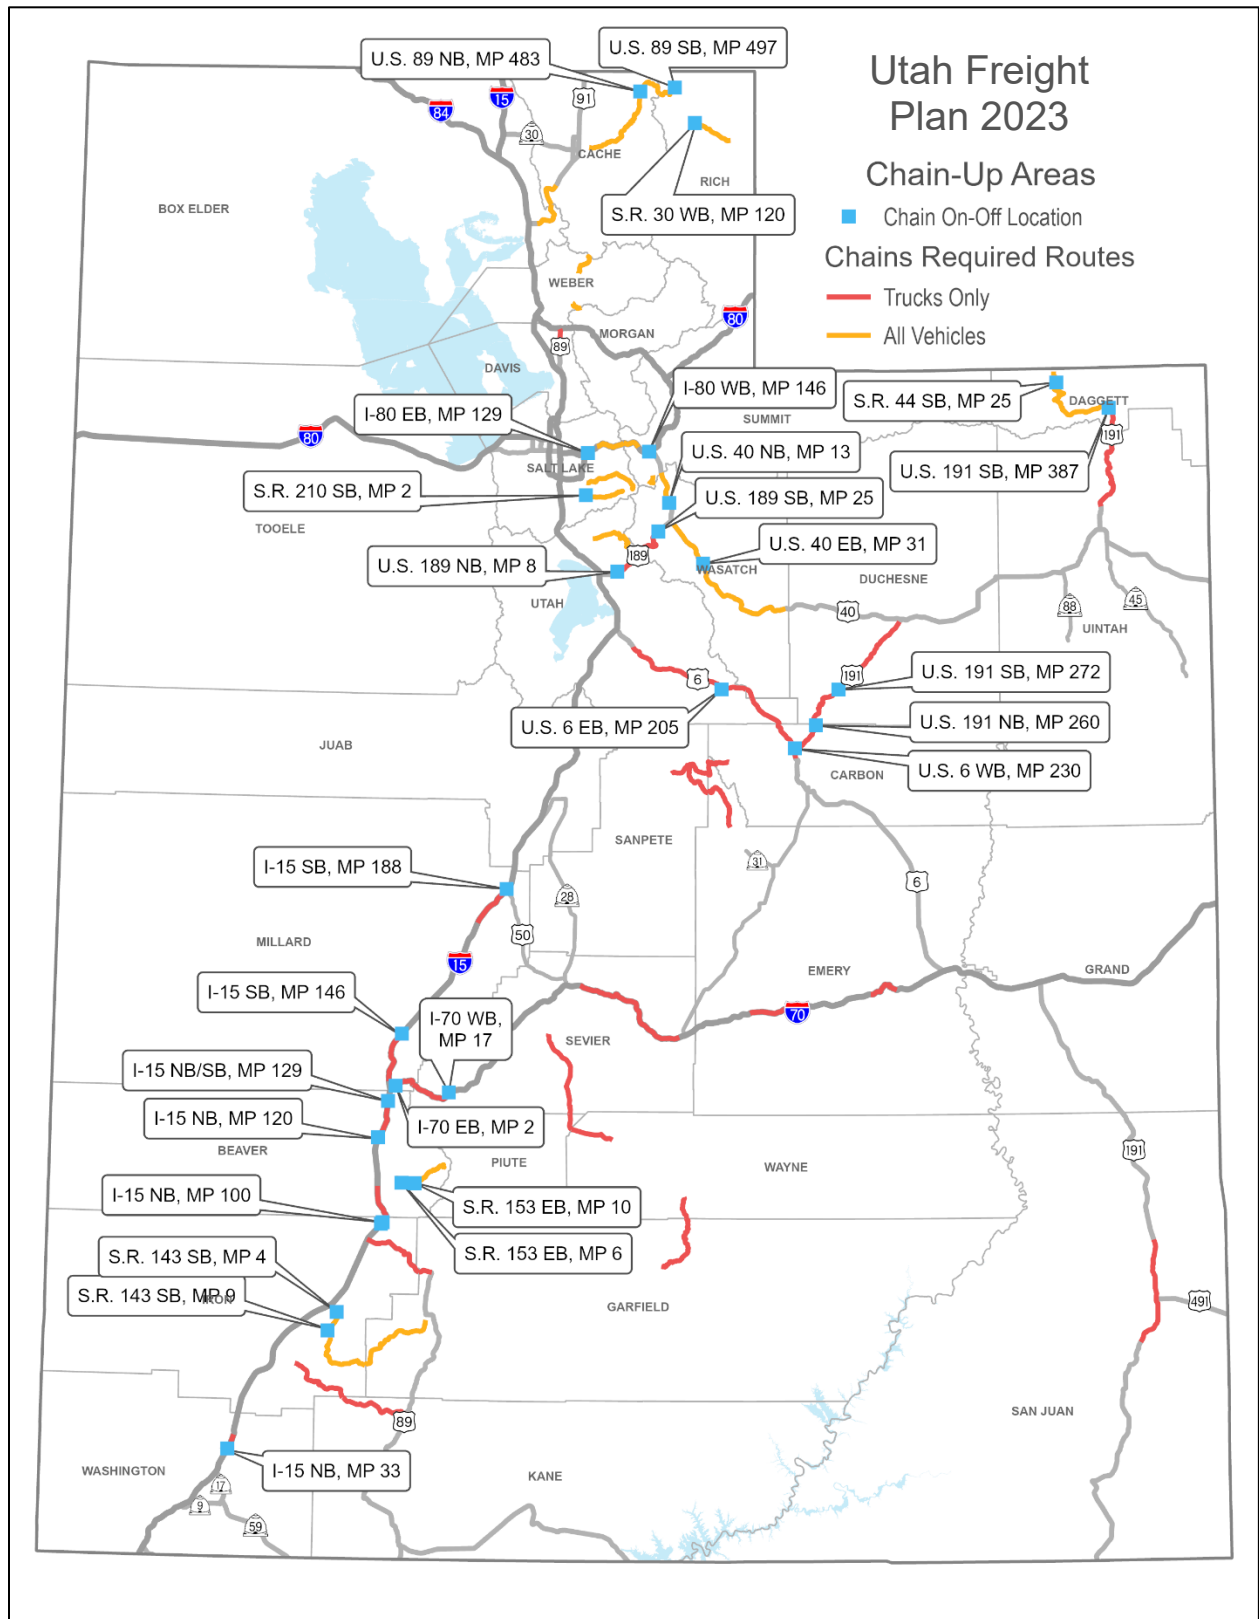 U.S. 89 SB, MP 497
U.S. 89 NB, MP 483
Utah Freight
Plan 2023
Chain-Up Areas
Chain On-Off Location
Chains Required Routes
Trucks Only
All Vehicles
84
15
91
30
CACHE
RICH
BOX ELDER
S.R. 30 WB, MP 120
WEBER
80
MORGAN
89
DAVIS
I-80 WB, MP 146
S.R. 44 SB, MP 25
DAGGETT
I-80 EB, MP 129
SUMMIT
80
191
U.S. 40 NB, MP 13
SALT LAKE
U.S. 191 SB, MP 387
S.R. 210 SB, MP 2
U.S. 189 SB, MP 25
TOOELE
U.S. 40 EB, MP 31
189
U.S. 189 NB, MP 8
WASATCH
DUCHESNE
UTAH
40
88
45
UINTAH
6
191
U.S. 191 SB, MP 272
U.S. 6 EB, MP 205
U.S. 191 NB, MP 260
JUAB
U.S. 6 WB, MP 230
CARBON
SANPETE
I-15 SB, MP 188
31
6
28
50
MILLARD
15
EMERY
GRAND
I-15 SB, MP 146
70
I-70 WB,
MP 17
SEVIER
I-15 NB/SB, MP 129
I-15 NB, MP 120
I-70 EB, MP 2
BEAVER
191
PIUTE
WAYNE
I-15 NB, MP 100
S.R. 153 EB, MP 10
S.R. 153 EB, MP 6
S.R. 143 SB, MP 4
S.R. 143 SB, MP 9
IRON
GARFIELD
491
SAN JUAN
89
WASHINGTON
I-15 NB, MP 33
KANE
17
9
59